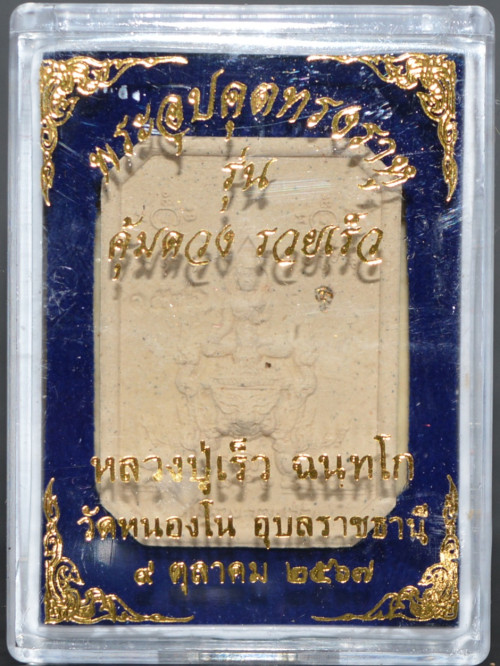 พระอุปคุตทรงราหู
รุ่น
คุ้มดวง รวยเร็ว
หลวงปู่เร็ว ฉนฺทโก
วัดหนองโน อุบลราชธานี
๙ ตุลาคม ๒๕๖๗